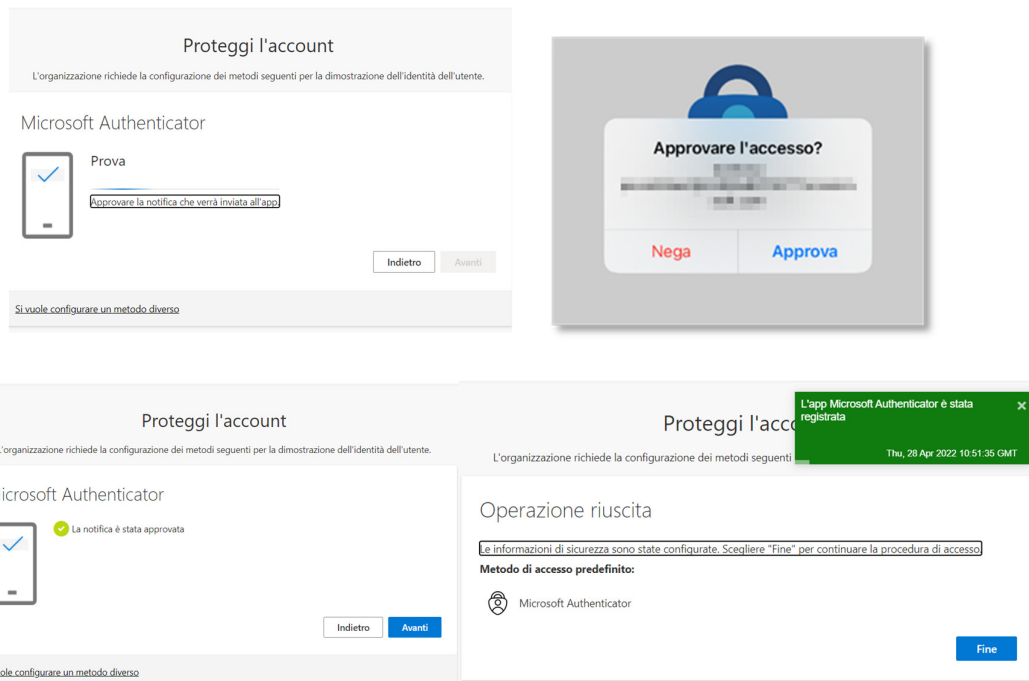 Proteggi l'account
L'organizzazione richiede la configurazione dei metodi seguenti per la dimostrazione dell'identità dell'utente.
Microsoft Authenticator
Prova
Approvare la notifica che verrà inviata all'app.
Indietro
Avanti
Si vuole configurare un metodo diverso
Approvare l'accesso?
Nega
Approva
Proteggi l'account
L'organizzazione richiede la configurazione dei metodi seguenti per la dimostrazione dell'identità dell'utente.
icrosoft Authenticator
La notifica è stata approvata
Indietro
Avanti
ole configurare un metodo diverso
Proteggi l'acco
L'organizzazione richiede la configurazione dei metodi seguenti
L'app Microsoft Authenticator è stata
registrata
Thu, 28 Apr 2022 10:51:35 GMT
Operazione riuscita
Le informazioni di sicurezza sono state configurate. Scegliere "Fine" per continuare la procedura di accesso.
Metodo di accesso predefinito:
Microsoft Authenticator
Fine